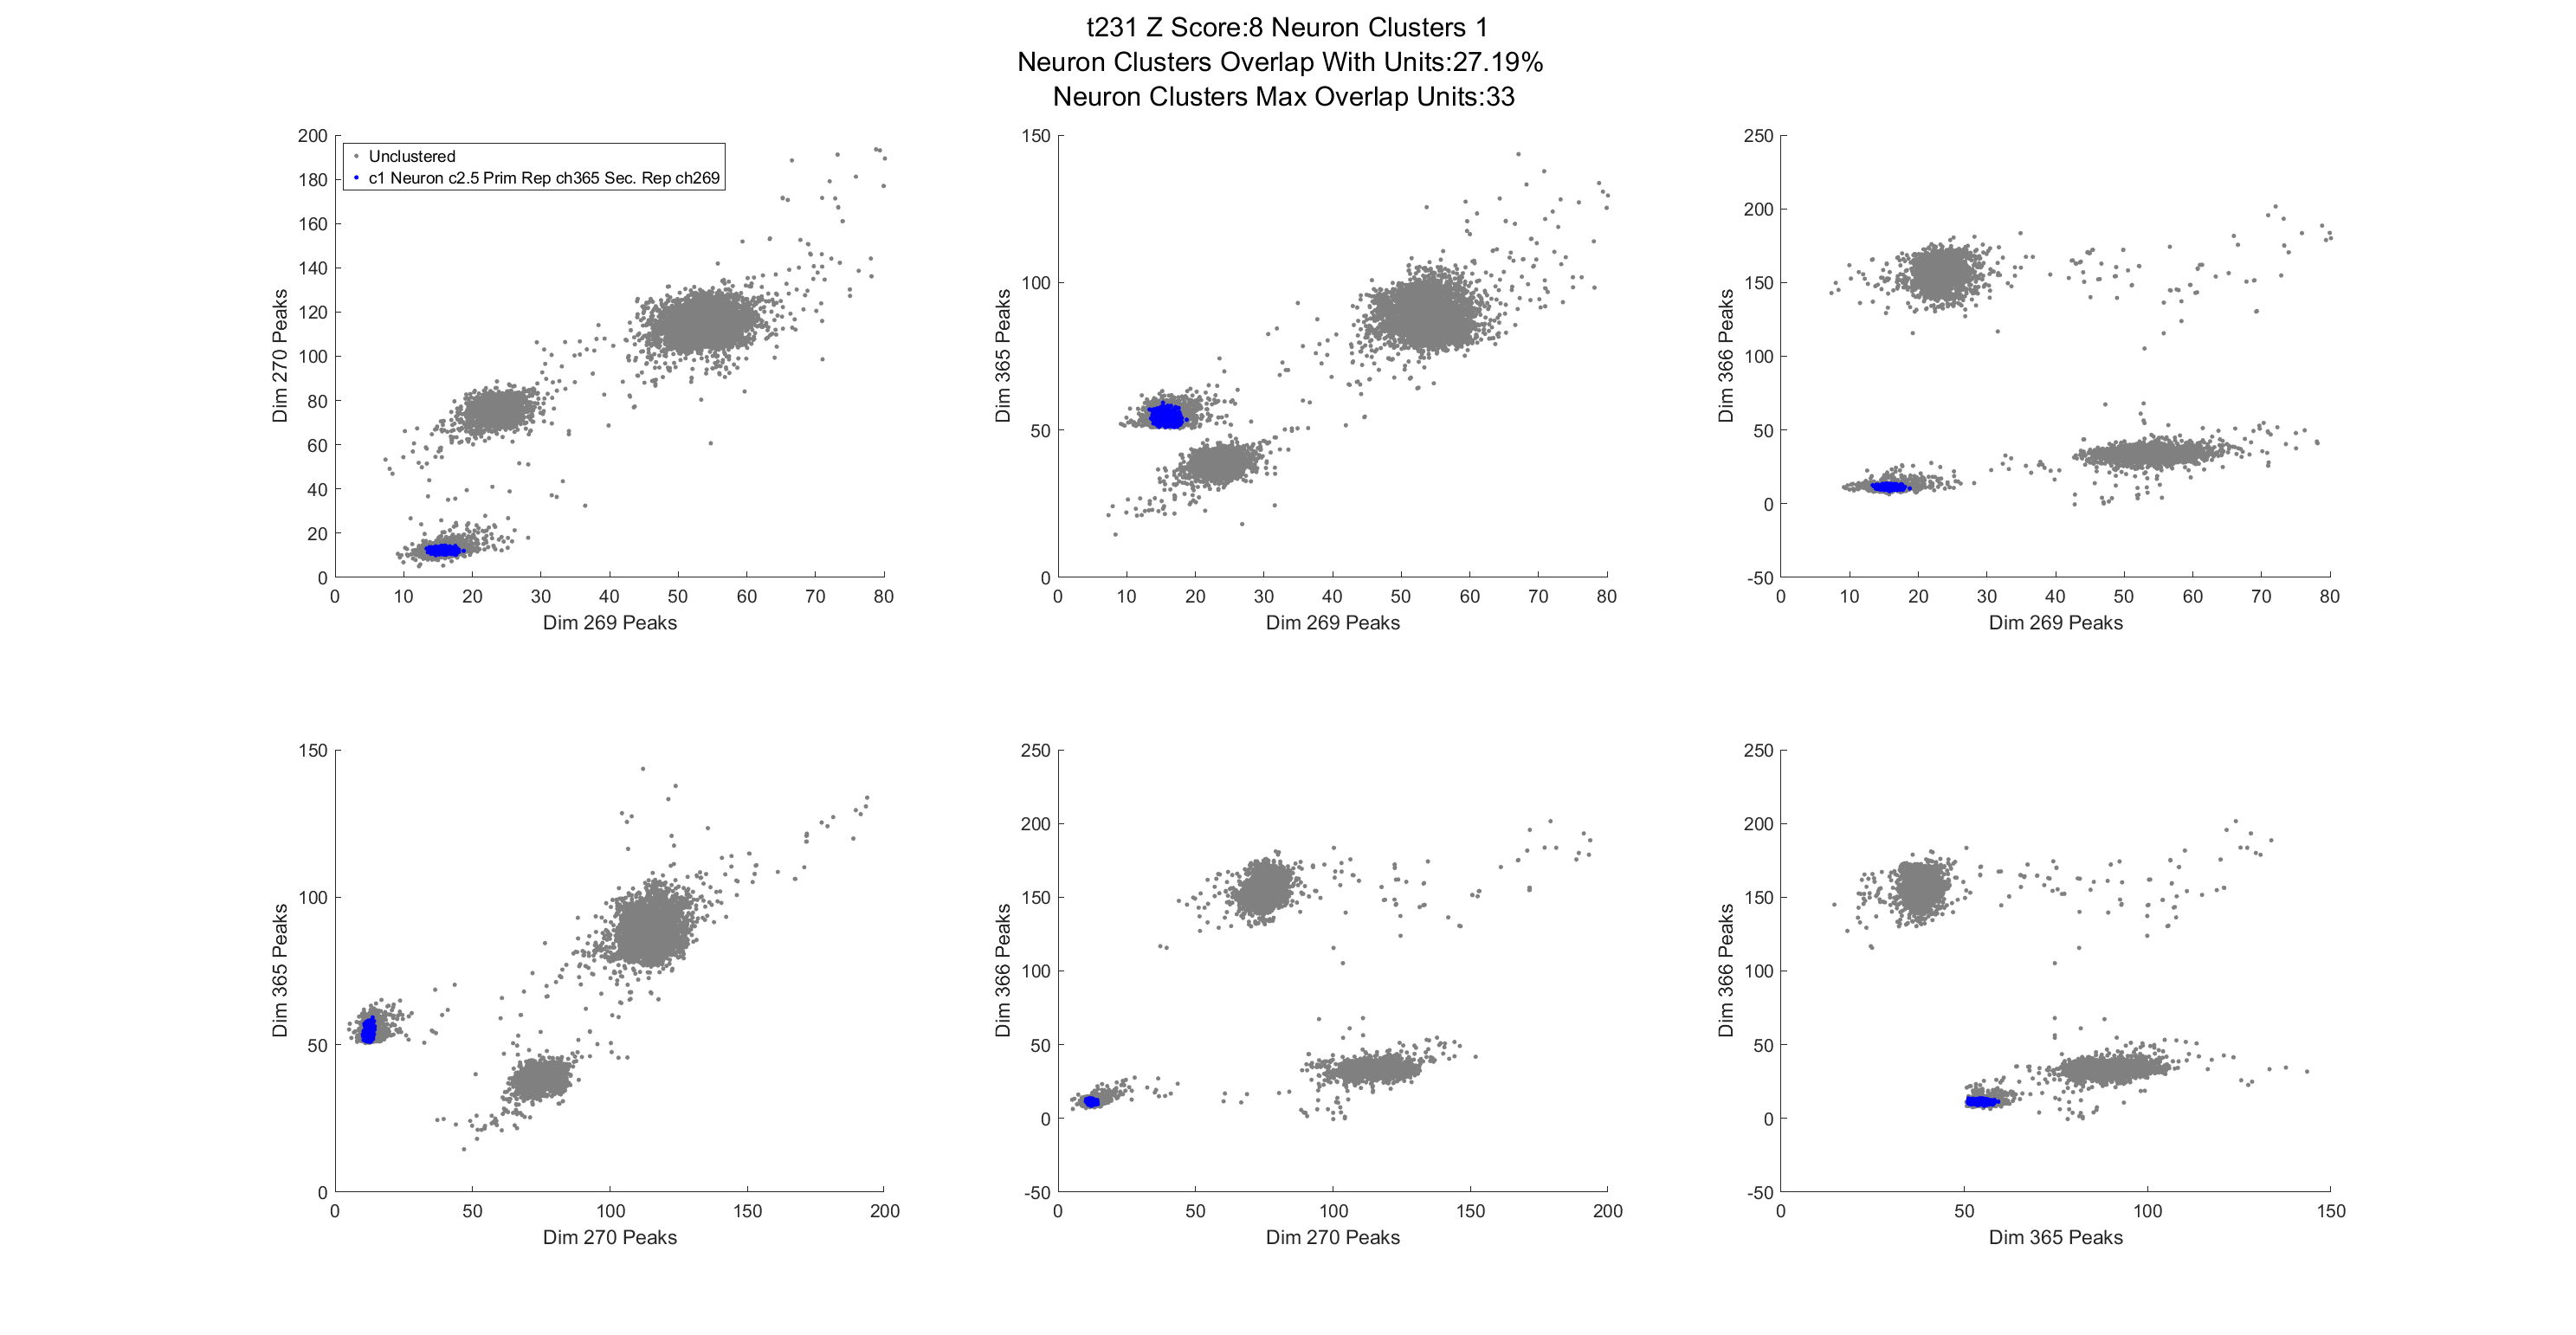 t231 Z Score:8 Neuron Clusters 1
Neuron Clusters Overlap With Units:27.19%
Neuron Clusters Max Overlap Units:33
200
180
160
140
120
100
80
60
40
20
0
Dim 270 Peaks
Unclustered
c1 Neuron c2.5 Prim Rep ch365 Sec. Rep ch269
0 10 20 30 40 50 60 70 80
Dim 269 Peaks
150
100
50
0
Dim 365 Peaks
0 10 20 30 40 50 60 70 80
Dim 269 Peaks
250
200
150
100
50
0
-50
Dim 366 Peaks
0 10 20 30 40 50 60 70 80
Dim 269 Peaks
150
100
50
0
Dim 365 Peaks
0 50 100 150 200
Dim 270 Peaks
250
200
150
100
50
0
-50
Dim 366 Peaks
0 50 100 150 200
Dim 270 Peaks
250
200
150
100
50
0
-50
Dim 366 Peaks
0 50 100 150
Dim 365 Peaks